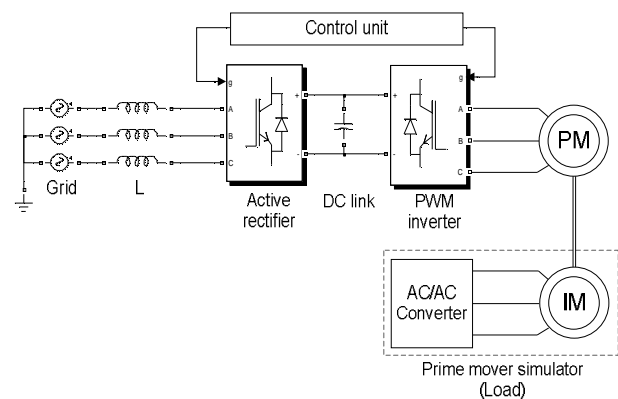 Control unit
g
g
A
B
C
+
-
+
-
A
B
C
PM
Grid
L
Active
rectifier
DC link
PWM
inverter
AC/AC
Converter
IM
Prime mover simulator
(Load)